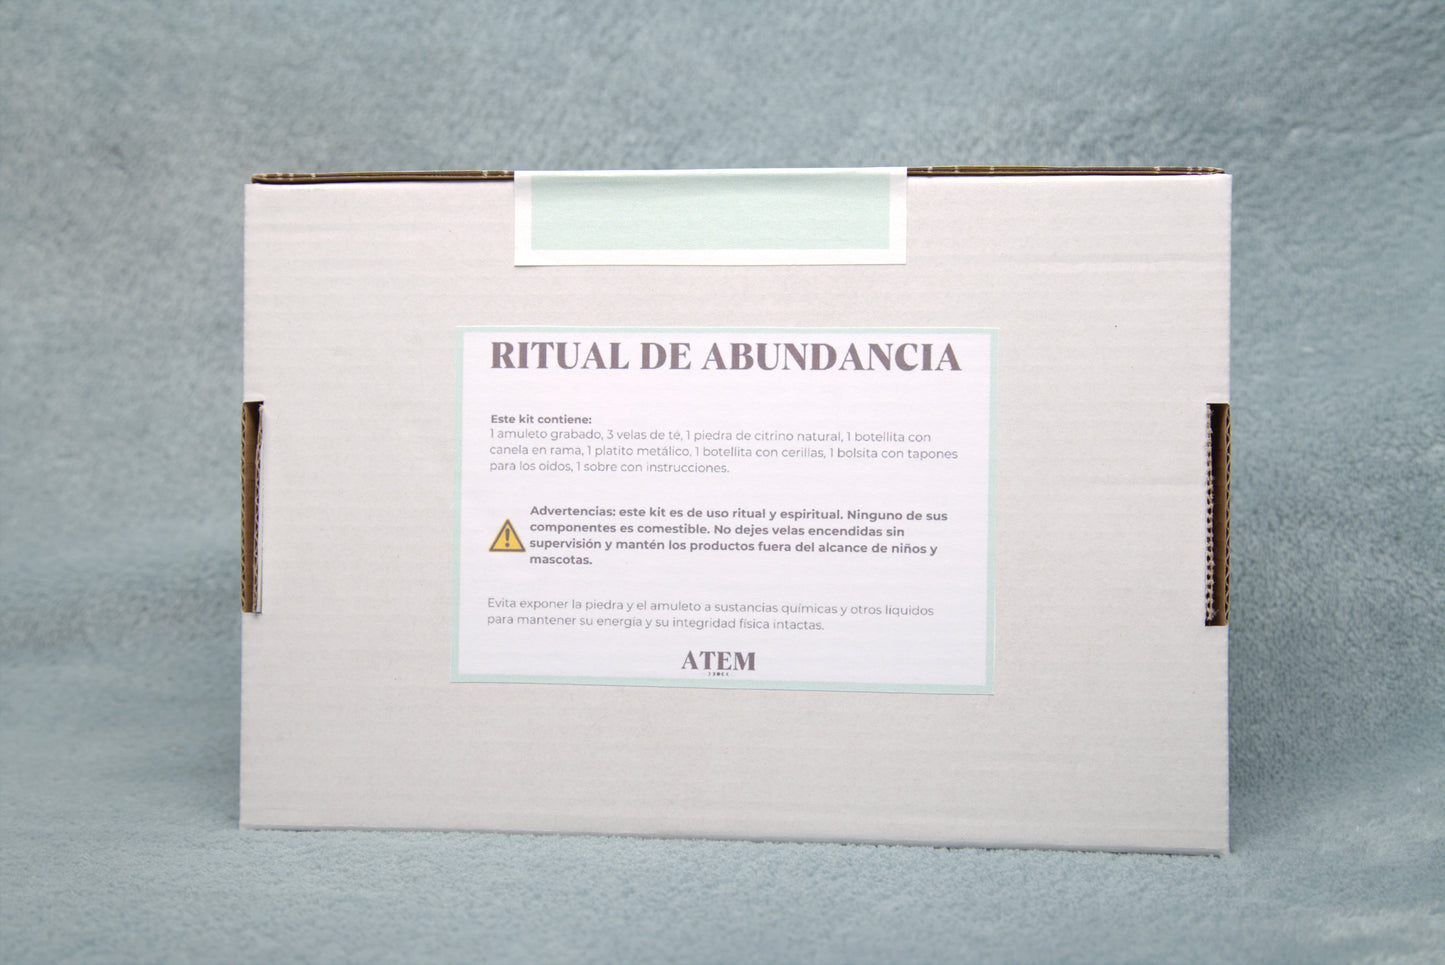 RITUAL DE ABUNDANCIA
Este kit contiene:
1 amuleto grabado, 3 velas de té, 1 piedra de citrino natural, 1 botellita con
canela en rama, 1 platito metálico, 1 botellita con cerillas, 1 bolsita con tapones
para los oidos, 1 sobre con instrucciones.
Advertencias: este kit es de uso ritual y espiritual. Ninguno de sus
componentes es comestible. No dejes velas encendidas sin
supervisión y mantén los productos fuera del alcance de niños y
mascotas.
Evita exponer la piedra y el amuleto a sustancias químicas y otros líquidos
para mantener su energía y su integridad física intactas.
ATEM